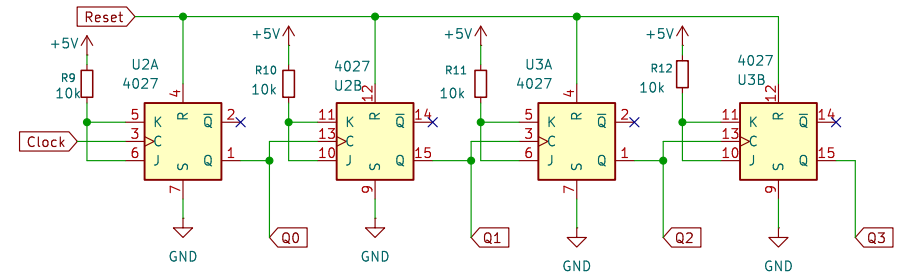 Reset
+5V
R9
10k
U2A
4027
4
5
K
R
Q
2
Clock
3
C
6
J
S
Q
1
7
GND
Q0
+5V
R10
10k
4027
U2B
12
11
K
R
Q
14
13
C
10
J
S
Q
15
9
GND
Q1
+5V
R11
10k
U3A
4027
4
5
K
R
Q
2
3
C
6
J
S
Q
1
7
GND
Q2
+5V
R12
10k
4027
U3B
12
11
K
R
Q
14
13
C
10
J
S
Q
15
9
GND
Q3